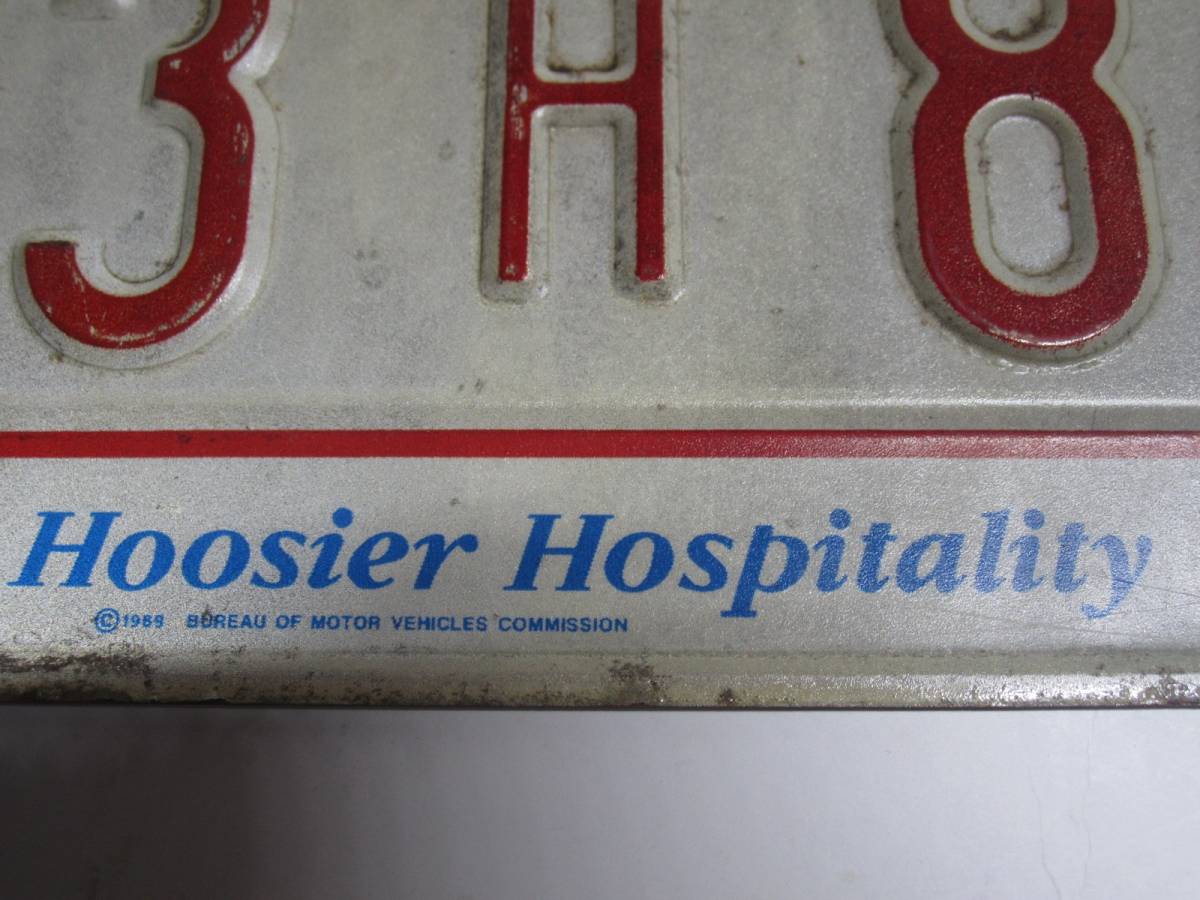 3 H 8
Hoosier Hospitality
©1989 BUREAU OF MOTOR VEHICLES COMMISSION